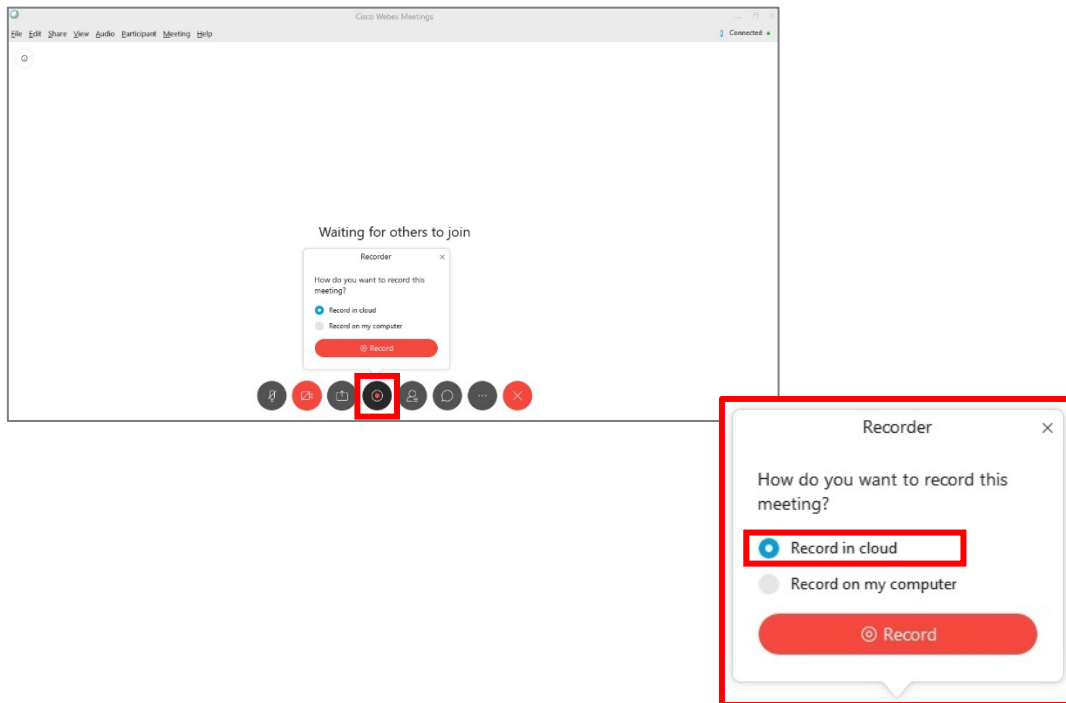 Cisco Webex Meetings
File Edit Share View Audio Participant Meeting Help
Connected
Waiting for others to join
Recorder
How do you want to record this
meeting?
Record in cloud
Record on my computer
Record
Recorder
How do you want to record this
meeting?
Record in cloud
Record on my computer
Record